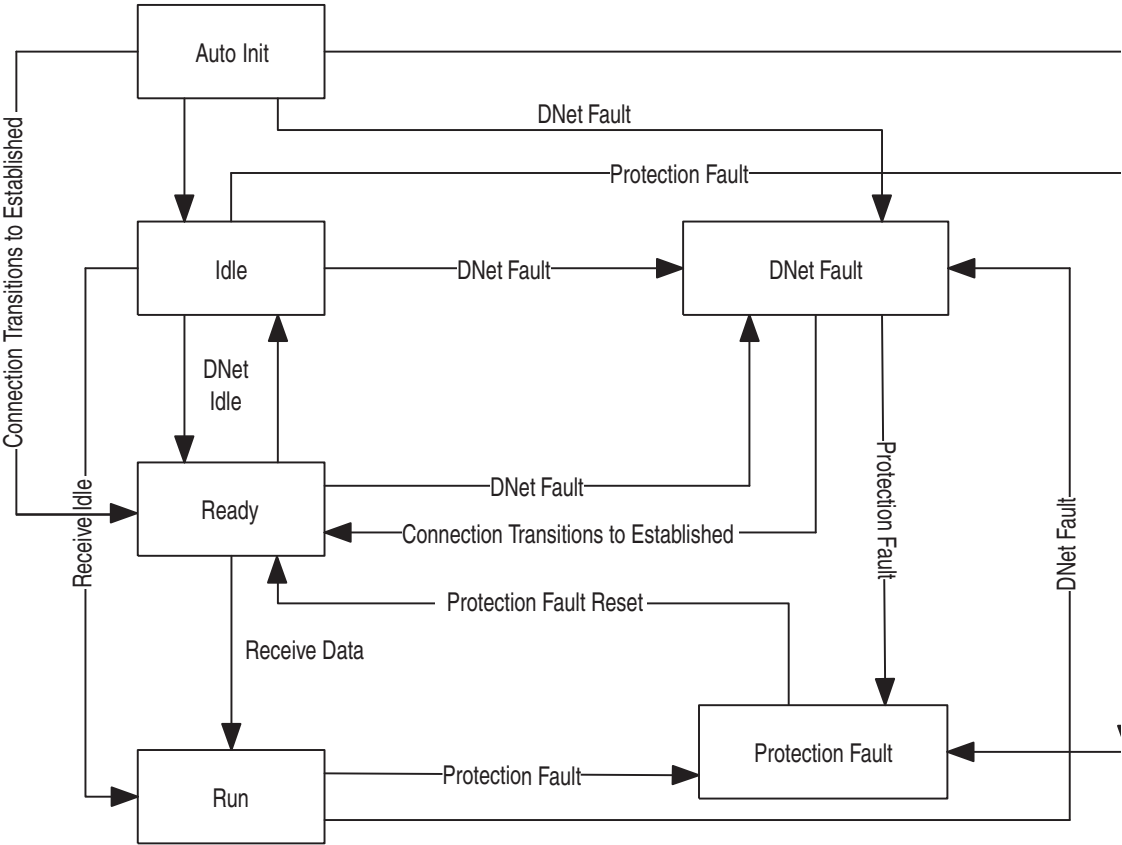 Auto Init
DNet Fault
Protection Fault
Connection Transitions to Established
Idle
DNet Fault
DNet Fault
DNet
Idle
Protection Fault
Receive Idle
Ready
DNet Fault
Connection Transitions to Established
DNet Fault
Protection Fault Reset
Receive Data
Protection Fault
Protection Fault
Run